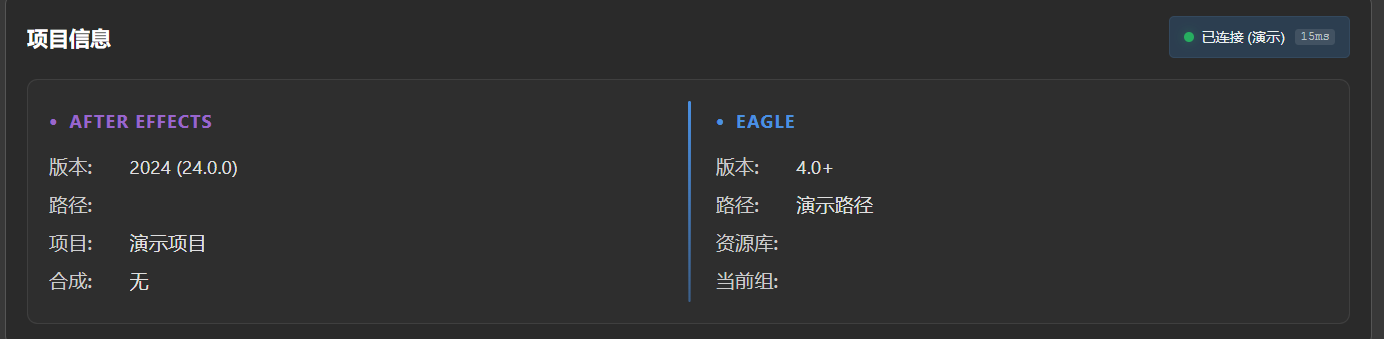 项目信息
已连接 (演示) 15ms
• AFTER EFFECTS
版本: 2024 (24.0.0)
路径:
项目: 演示项目
合成: 无
• EAGLE
版本: 4.0+
路径: 演示路径
资源库:
当前组: